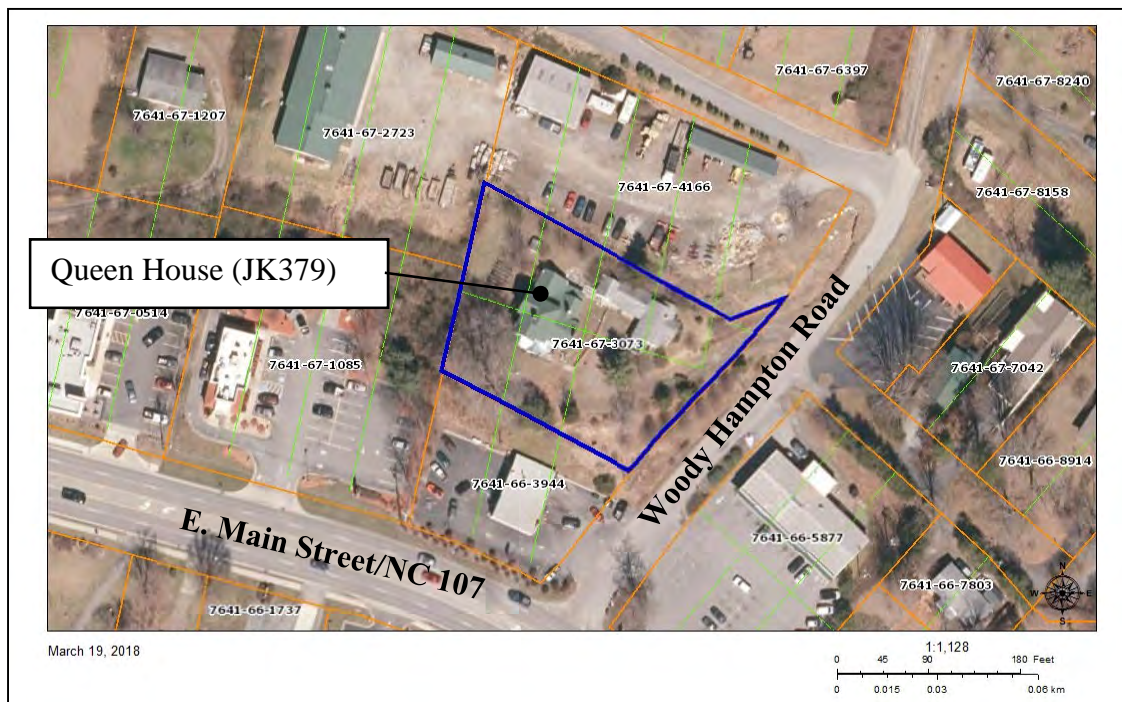 7641-67-6397
7641-67-8240
7641-67-1207
7641-67-2723
7641-67-4166
7641-67-8158
Queen House (JK379)
7641-67-0514
7641-67-1085
7641-67-3073
Woody Hampton Road
7641-67-7042
7641-66-8914
7641-66-3944
E. Main Street/NC 107
7641-66-5877
7641-66-7803
7641-66-1737
N
W E
S
March 19, 2018
1:1,128
0 45 90 180 Feet
0 0.015 0.03 0.06 km